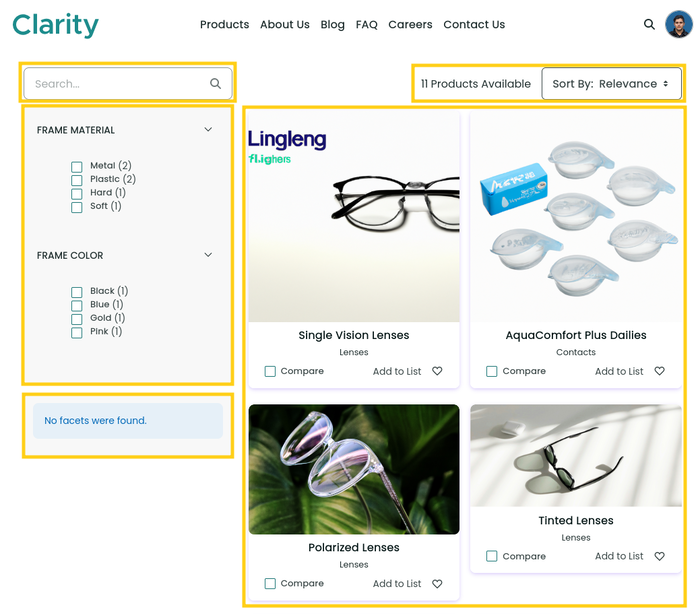 Clarity
Products About Us Blog FAQ Careers Contact Us
Search...
11 Products Available
Sort By: Relevance
FRAME MATERIAL
Metal (2)
Plastic (2)
Hard (1)
Soft (1)
FRAME COLOR
Black (1)
Blue (1)
Gold (1)
Pink (1)
No facets were found.
Lingleng
Single Vision Lenses
Lenses
Compare Add to List
AquaComfort Plus Dailies
Contacts
Compare Add to List
Polarized Lenses
Lenses
Compare Add to List
Tinted Lenses
Lenses
Compare Add to List